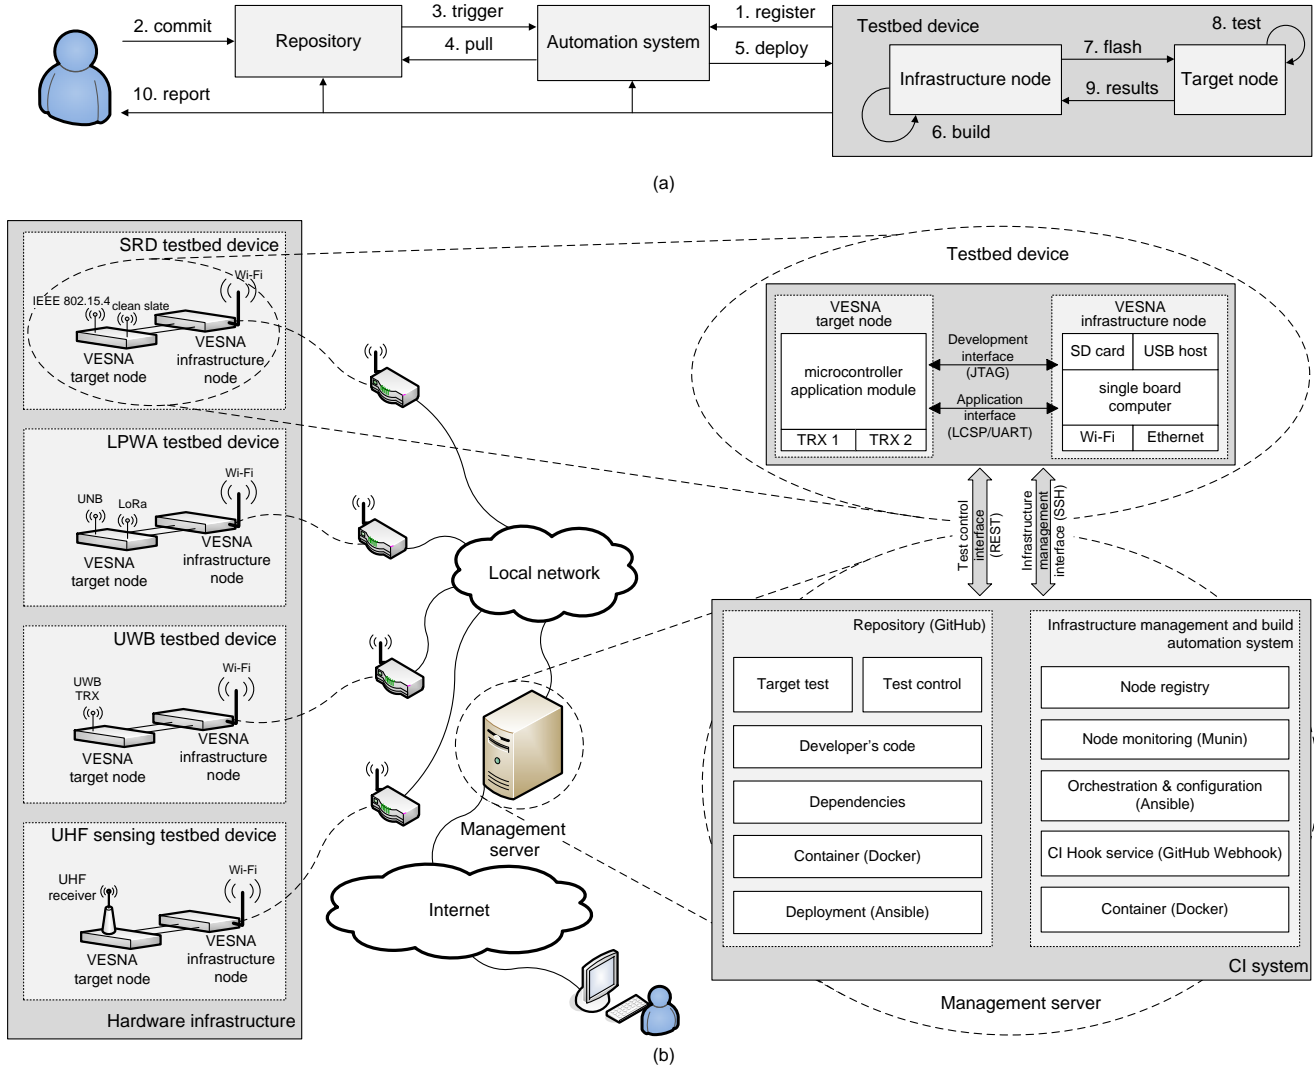 2. commit
Repository
3. trigger
4. pull
Automation system
1. register
5. deploy
Testbed device
Infrastructure node
6. build
7. flash
9. results
8. test
Target node
10. report
(a)
SRD testbed device
Wi-Fi
IEEE 802.15.4
clean slate
VESNA
target node
VESNA
infrastructure
node
LPWA testbed device
Wi-Fi
UNB
LoRa
VESNA
target node
VESNA
infrastructure
node
UWB testbed device
Wi-Fi
UWB
TRX
VESNA
target node
VESNA
infrastructure
node
UHF sensing testbed device
Wi-Fi
UHF
receiver
VESNA
target node
VESNA
infrastructure
node
Hardware infrastructure
Local network
Management
server
Internet
Testbed device
VESNA
target node
microcontroller
application module
TRX 1
TRX 2
Development
interface
(JTAG)
Application
interface
(LCSP/UART)
VESNA
infrastructure node
SD card
USB host
single board
computer
Wi-Fi
Ethernet
Test control
interface
(REST)
Infrastructure
management
interface (SSH)
Repository (GitHub)
Target test
Test control
Developer's code
Dependencies
Container (Docker)
Deployment (Ansible)
Infrastructure management and build
automation system
Node registry
Node monitoring (Munin)
Orchestration & configuration
(Ansible)
CI Hook service (GitHub Webhook)
Container (Docker)
CI system
Management server
(b)